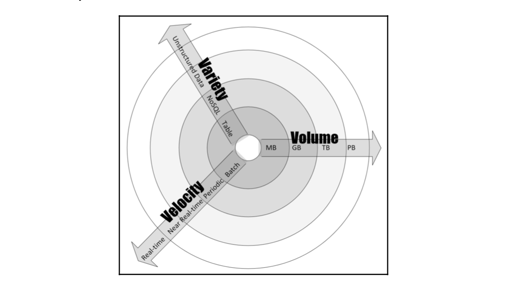 Variety
Unstructured Data
NoSQL
Table
Volume
MB
GB
TB
PB
Velocity
Batch
Periodic
Near Real-time
Real-time